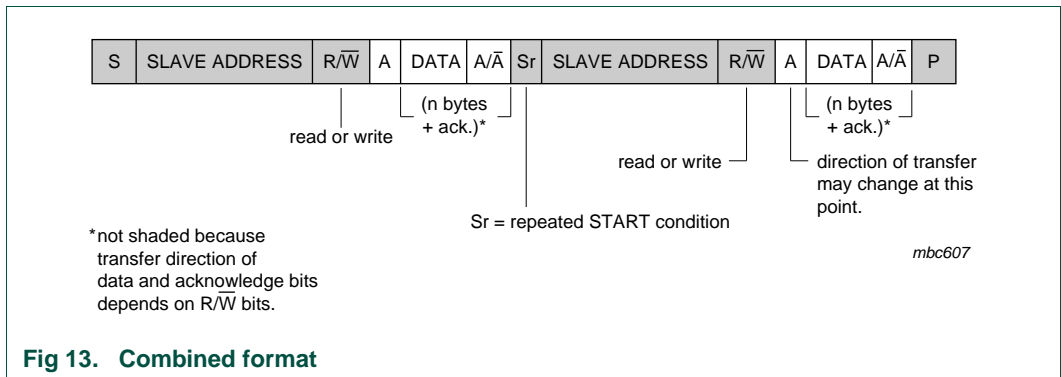 S SLAVE ADDRESS R/W̅ A DATA A/A̅ Sr SLAVE ADDRESS R/W̅ A DATA A/A̅ P
(n bytes
+ ack.)*
(n bytes
+ ack.)*
read or write
read or write
direction of transfer
may change at this
point.
Sr = repeated START condition
*not shaded because
transfer direction of
data and acknowledge bits
depends on R/W̅ bits.
mbc607
Fig 13. Combined format